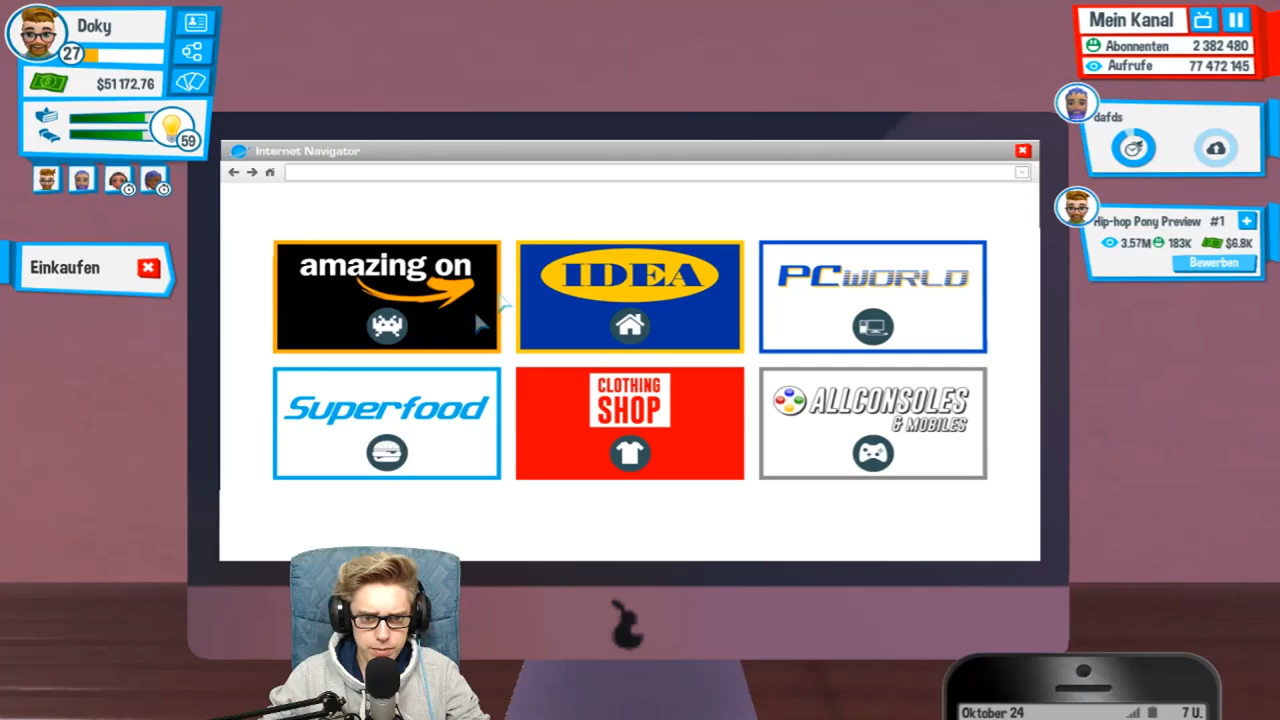 Doky
27
$51 172.76
59
Einkaufen
Internet Navigator
amazing on
IDEA
PCWORLD
Superfood
CLOTHING
SHOP
ALLCONSOLES
& MOBILES
Mein Kanal
Abonnenten 2 382 480
Aufrufe 77 472 145
dafds
Hip-hop Pony Preview #1
3.57M 183K $6.8K
Bewerben
Oktober 24 7 U.